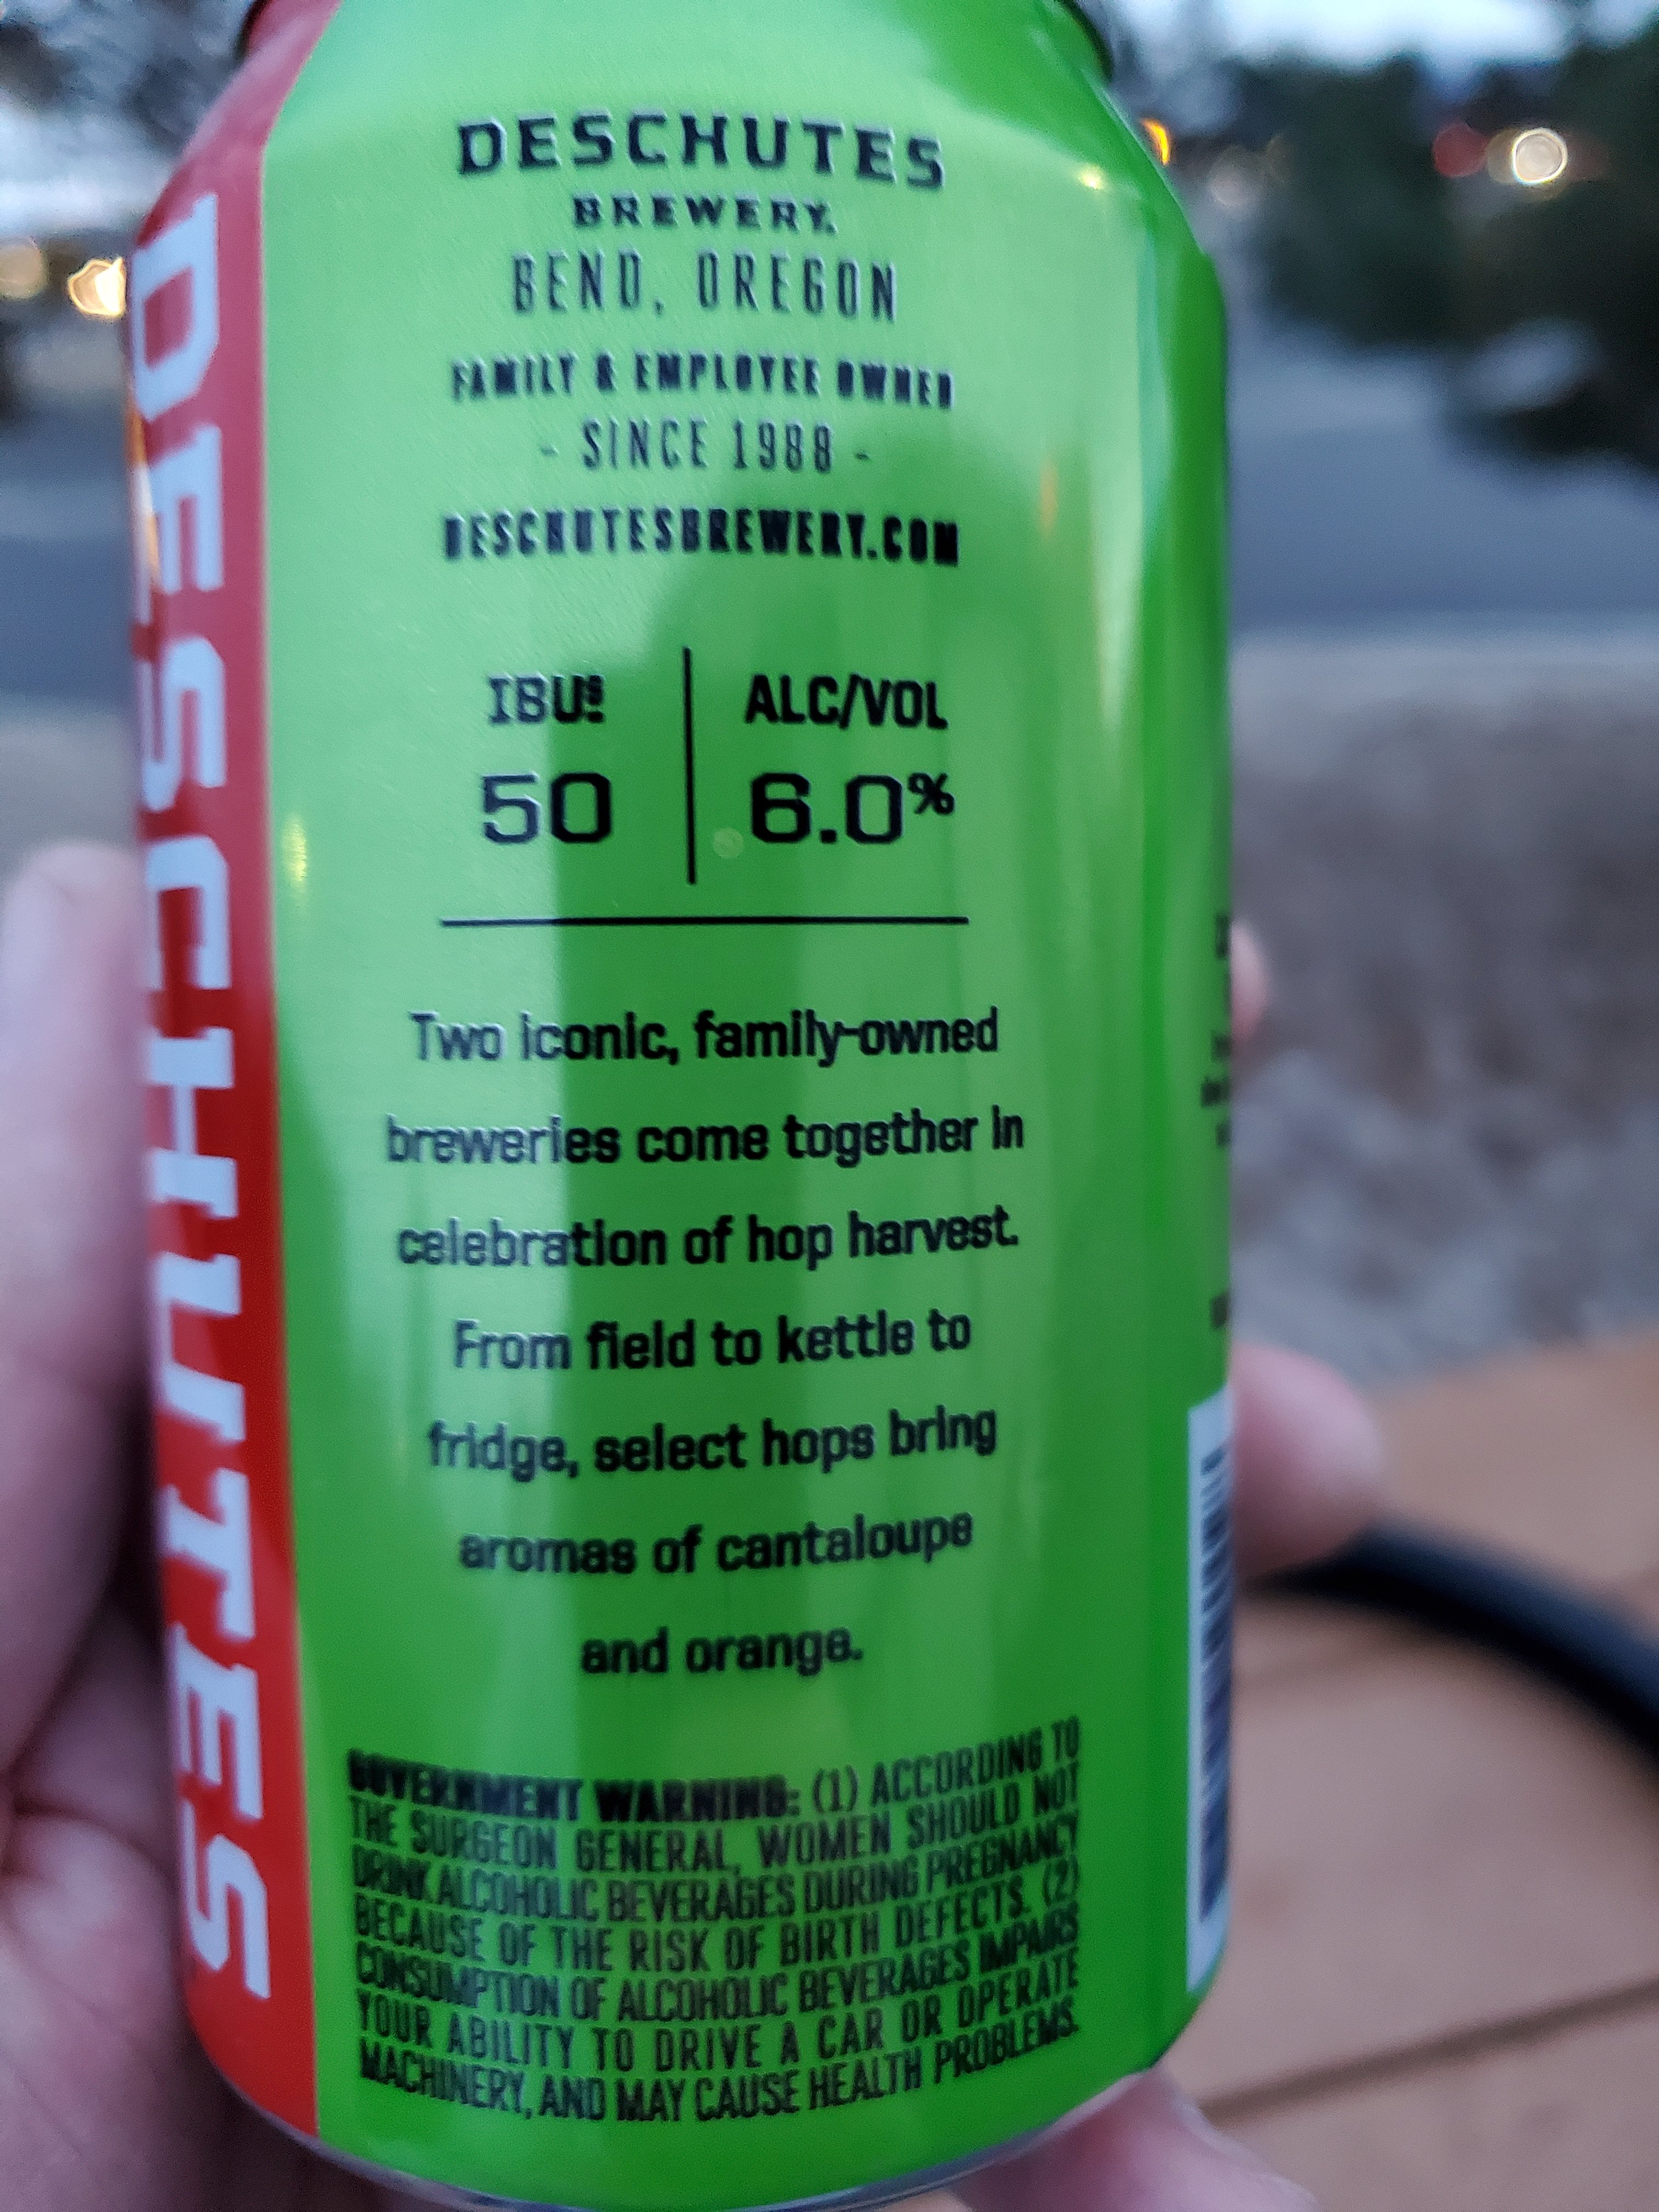 DESCHUTES
DESCHUTES
BREWERY.
BEND, OREGON
FAMILY & EMPLOYEE OWNED
- SINCE 1988 -
DESCHUTESBREWERY.COM
IBUs | ALC/VOL
50 | 6.0%
Two iconic, family-owned
breweries come together in
celebration of hop harvest.
From field to kettle to
fridge, select hops bring
aromas of cantaloupe
and orange.
GOVERNMENT WARNING: (1) ACCORDING TO
THE SURGEON GENERAL, WOMEN SHOULD NOT
DRINK ALCOHOLIC BEVERAGES DURING PREGNANCY
BECAUSE OF THE RISK OF BIRTH DEFECTS. (2)
CONSUMPTION OF ALCOHOLIC BEVERAGES IMPAIRS
YOUR ABILITY TO DRIVE A CAR OR OPERATE
MACHINERY, AND MAY CAUSE HEALTH PROBLEMS.